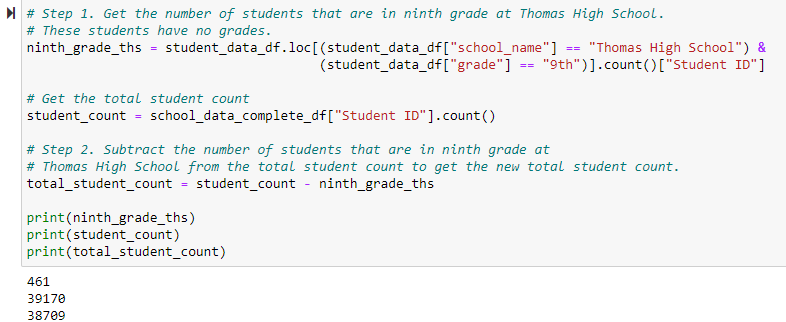 # Step 1. Get the number of students that are in ninth grade at Thomas High School.
# These students have no grades.
ninth_grade_ths = student_data_df.loc[(student_data_df["school_name"] == "Thomas High School") &
(student_data_df["grade"] == "9th")].count()["Student ID"]
# Get the total student count
student_count = school_data_complete_df["Student ID"].count()
# Step 2. Subtract the number of students that are in ninth grade at
# Thomas High School from the total student count to get the new total student count.
total_student_count = student_count - ninth_grade_ths
print(ninth_grade_ths)
print(student_count)
print(total_student_count)
461
39170
38709